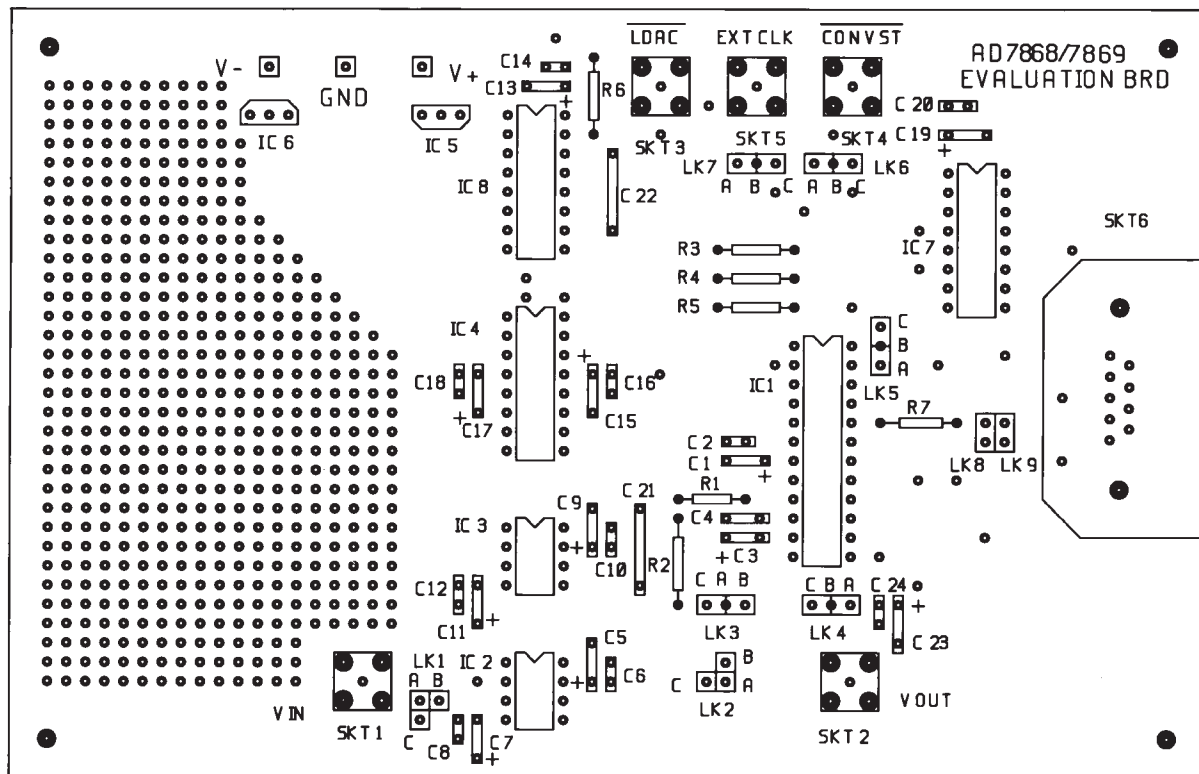 LDAC EXT CLK CONVST
AD7868/7869
EVALUATION BRD
V- GND V+
C14
C13
+
R6
C20
C19
+
IC6 IC5
SKT3 SKT5 SKT4
LK7 LK6
A B C A B C
IC8
C22
IC7
SKT6
R3
R4
R5
IC4
C18
+
C17
+
C16
C15
IC1
C
B
A
LK5
R7
LK8 LK9
C2
C1
+
R1
C9 C21
IC3
C4
+
C10
R2
+ C3
C12
C11 +
C A B
LK3
C B A
LK4
C24
+
C23
LK1
A B
C
IC2
C5
+
C6
B
C A
LK2
VIN
SKT1
C8
C7
+
SKT2
VOUT